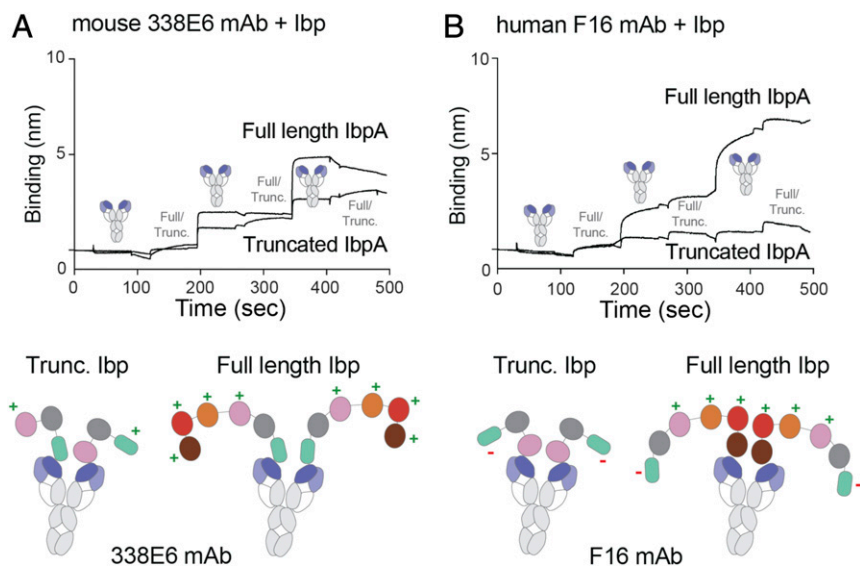 A mouse 338E6 mAb + Ibp
10
5
0
Binding (nm)
Full length IbpA
Full/
Trunc.
Full/
Trunc.
Full/
Trunc.
Truncated IbpA
0 100 200 300 400 500
Time (sec)
B human F16 mAb + Ibp
10
5
0
Binding (nm)
Full length IbpA
Full/
Trunc.
Full/
Trunc.
Full/
Trunc.
Truncated IbpA
0 100 200 300 400 500
Time (sec)
Trunc. Ibp
+
+
Full length Ibp
+ + + + + +
+ +
338E6 mAb
Trunc. Ibp
- -
Full length Ibp
+ + + + + +
- -
F16 mAb